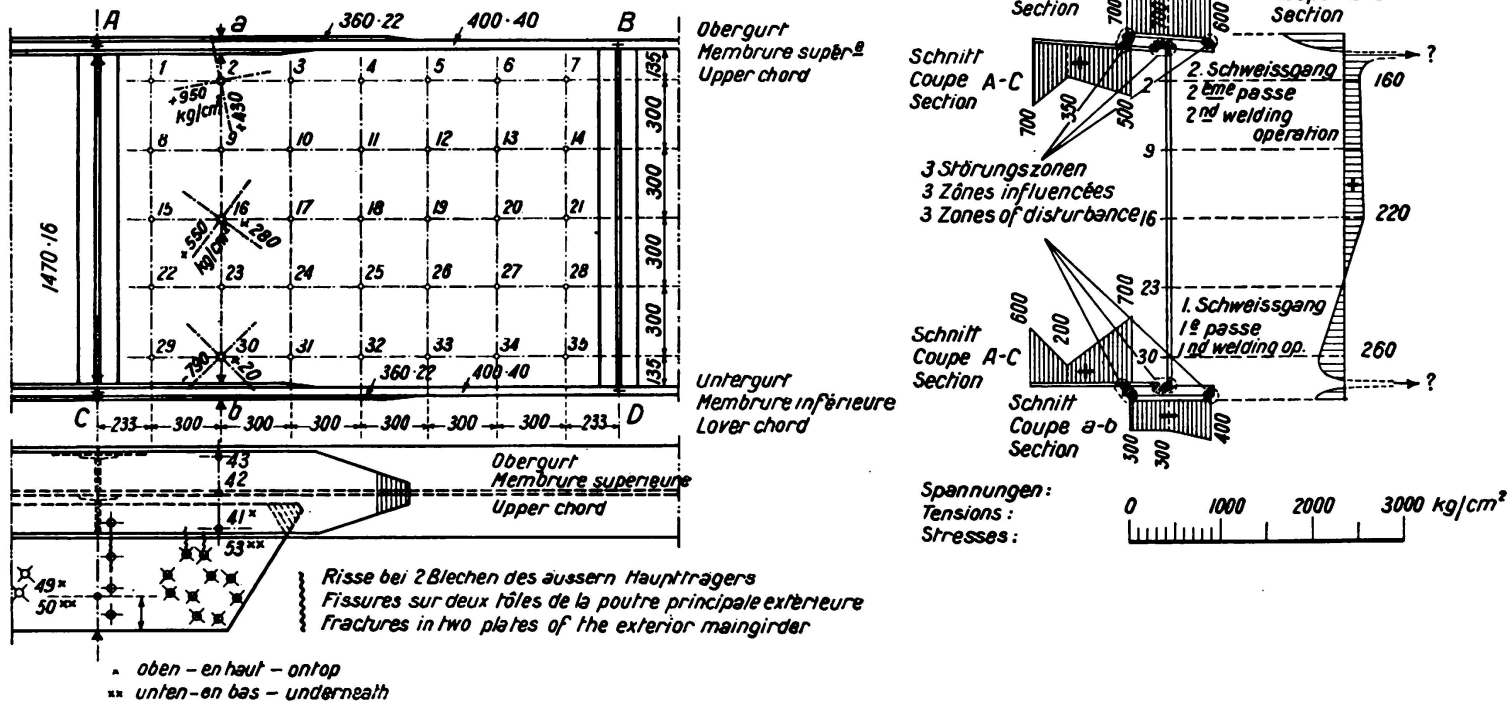 A
a
360·22
400·40
B
Obergurt
Membrure supér.e
Upper chord
1 2 3 4 5 6 7
135
+950
kg/cm²
+430
300
8 9 10 11 12 13 14
300
1470·16
15 16 17 18 19 20 21
+550
kg/cm²
+280
300
22 23 24 25 26 27 28
300
29 30 31 32 33 34 35
-790
+20
135
360·22
400·40
Untergurt
Membrure inférieure
Lover chord
C
b
D
233 300 300 300 300 300 300 233
43
42
41x
53xx
49x
50xx
Obergurt
Membrure superieure
Upper chord
Risse bei 2 Blechen des äussern Hauptträgers
Fissures sur deux tôles de la poutre principale extérieure
Fractures in two plates of the exterior maingirder
x oben – en haut – ontop
xx unten – en bas – underneath
Section
700
600
Section
Schnitt
Coupe A-C
Section
+
700
350
500
2
2. Schweissgang
2ème passe
2nd welding
operation
?
160
9
3 Störungszonen
3 Zônes influencées
3 Zones of disturbance
16
+
220
23
600
200
700
1. Schweissgang
1e passe
1nd welding op.
30
260
Schnitt
Coupe A-C
Section
+
?
Schnitt
Coupe a-b
Section
300
300
400
Spannungen:
Tensions:
Stresses:
0 1000 2000 3000 kg/cm²